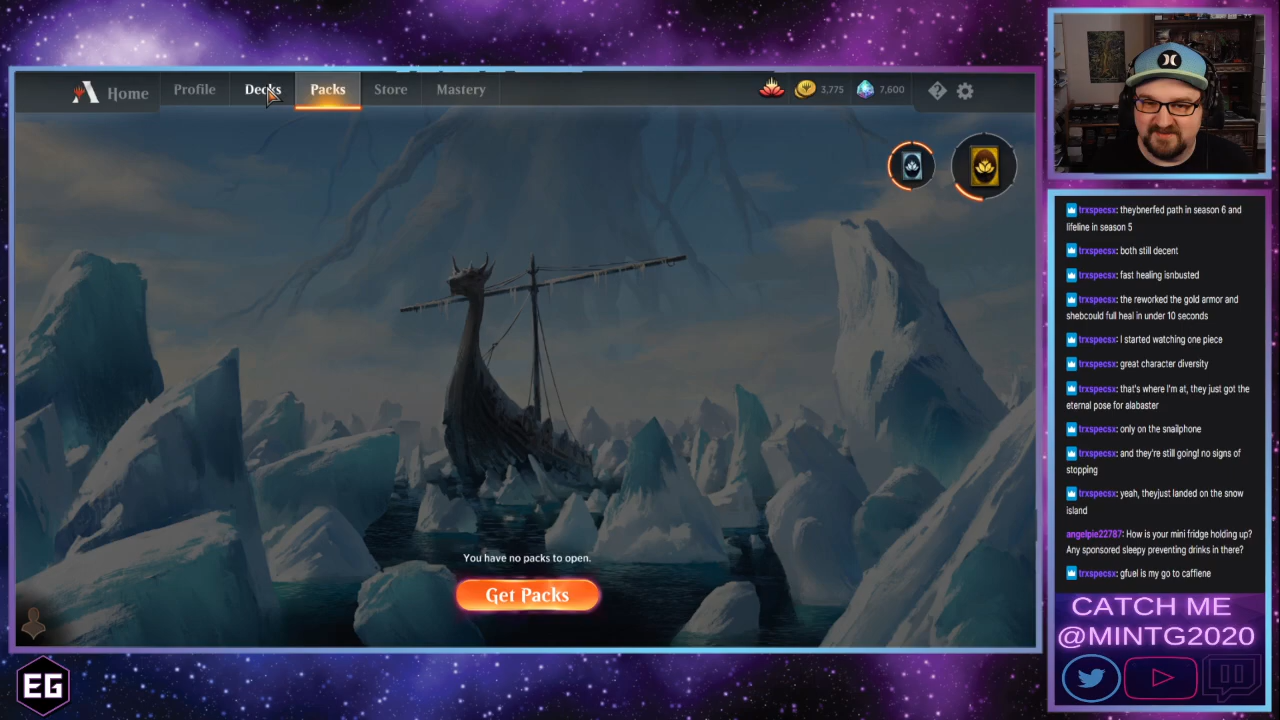 Home
Profile
Decks
Packs
Store
Mastery
3,775
7,600
You have no packs to open.
Get Packs
EG
trxspecsx: theybnerfed path in season 6 and
lifeline in season 5
trxspecsx: both still decent
trxspecsx: fast healing isnbusted
trxspecsx: the reworked the gold armor and
shebcould full heal in under 10 seconds
trxspecsx: I started watching one piece
trxspecsx: great character diversity
trxspecsx: that's where I'm at, they just got the
eternal pose for alabaster
trxspecsx: only on the snailphone
trxspecsx: and they're still goingl no signs of
stopping
trxspecsx: yeah, theyjust landed on the snow
island
angelpie22787: How is your mini fridge holding up?
Any sponsored sleepy preventing drinks in there?
trxspecsx: gfuel is my go to caffiene
CATCH ME
@MINTG2020